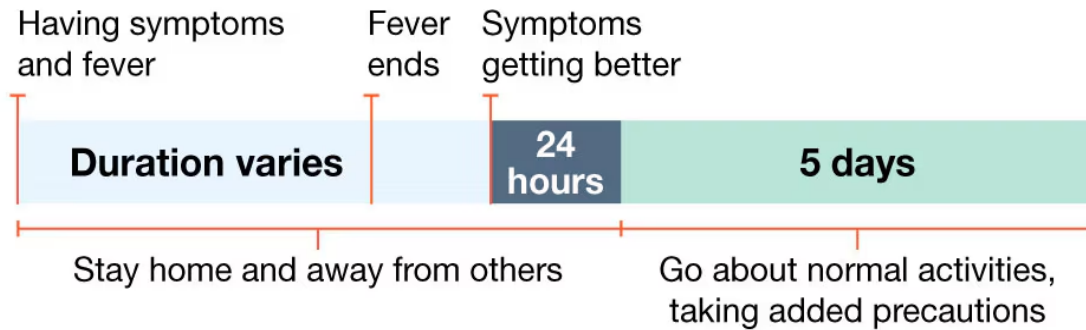 Having symptoms
and fever
Fever
ends
Symptoms
getting better
Duration varies
24
hours
5 days
Stay home and away from others
Go about normal activities,
taking added precautions